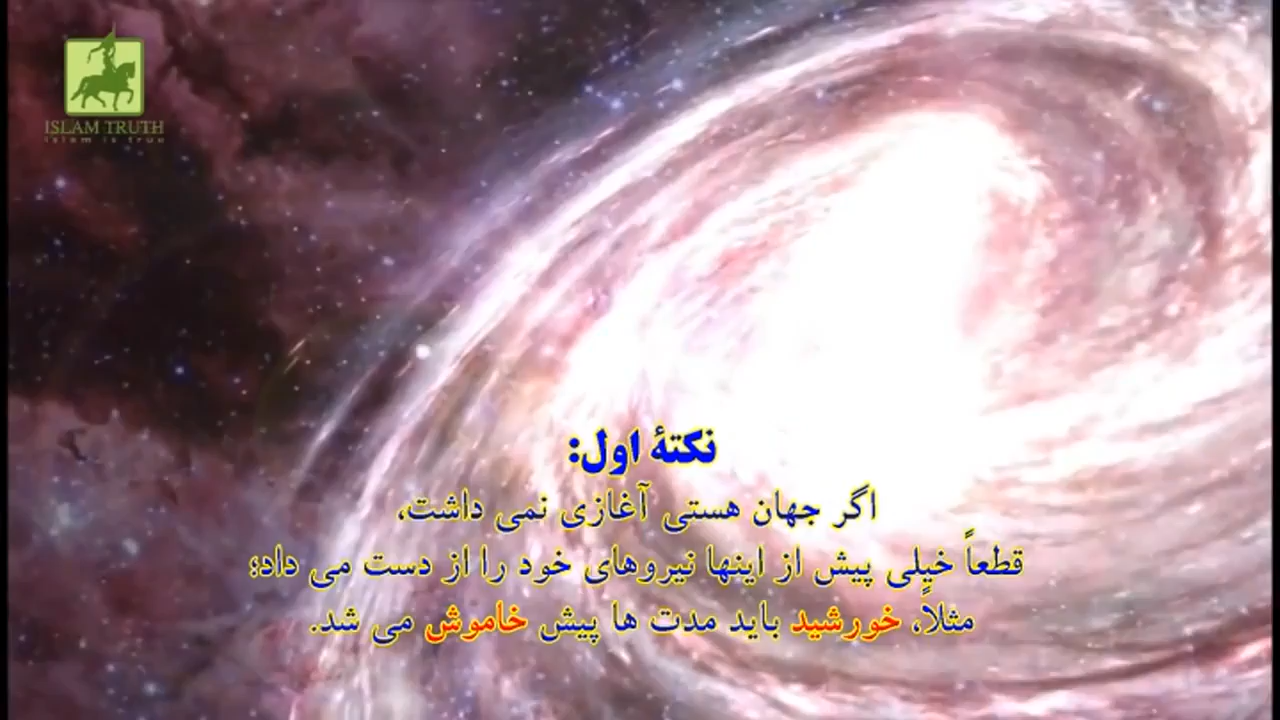 ISLAM TRUTH
islam is true
نکتهٔ اول:
اگر جهان هستی آغازی نمی داشت،
قطعاً خیلی پیش از اینها نیروهای خود را از دست می داد؛
مثلاً، خورشید باید مدت ها پیش خاموش می شد.